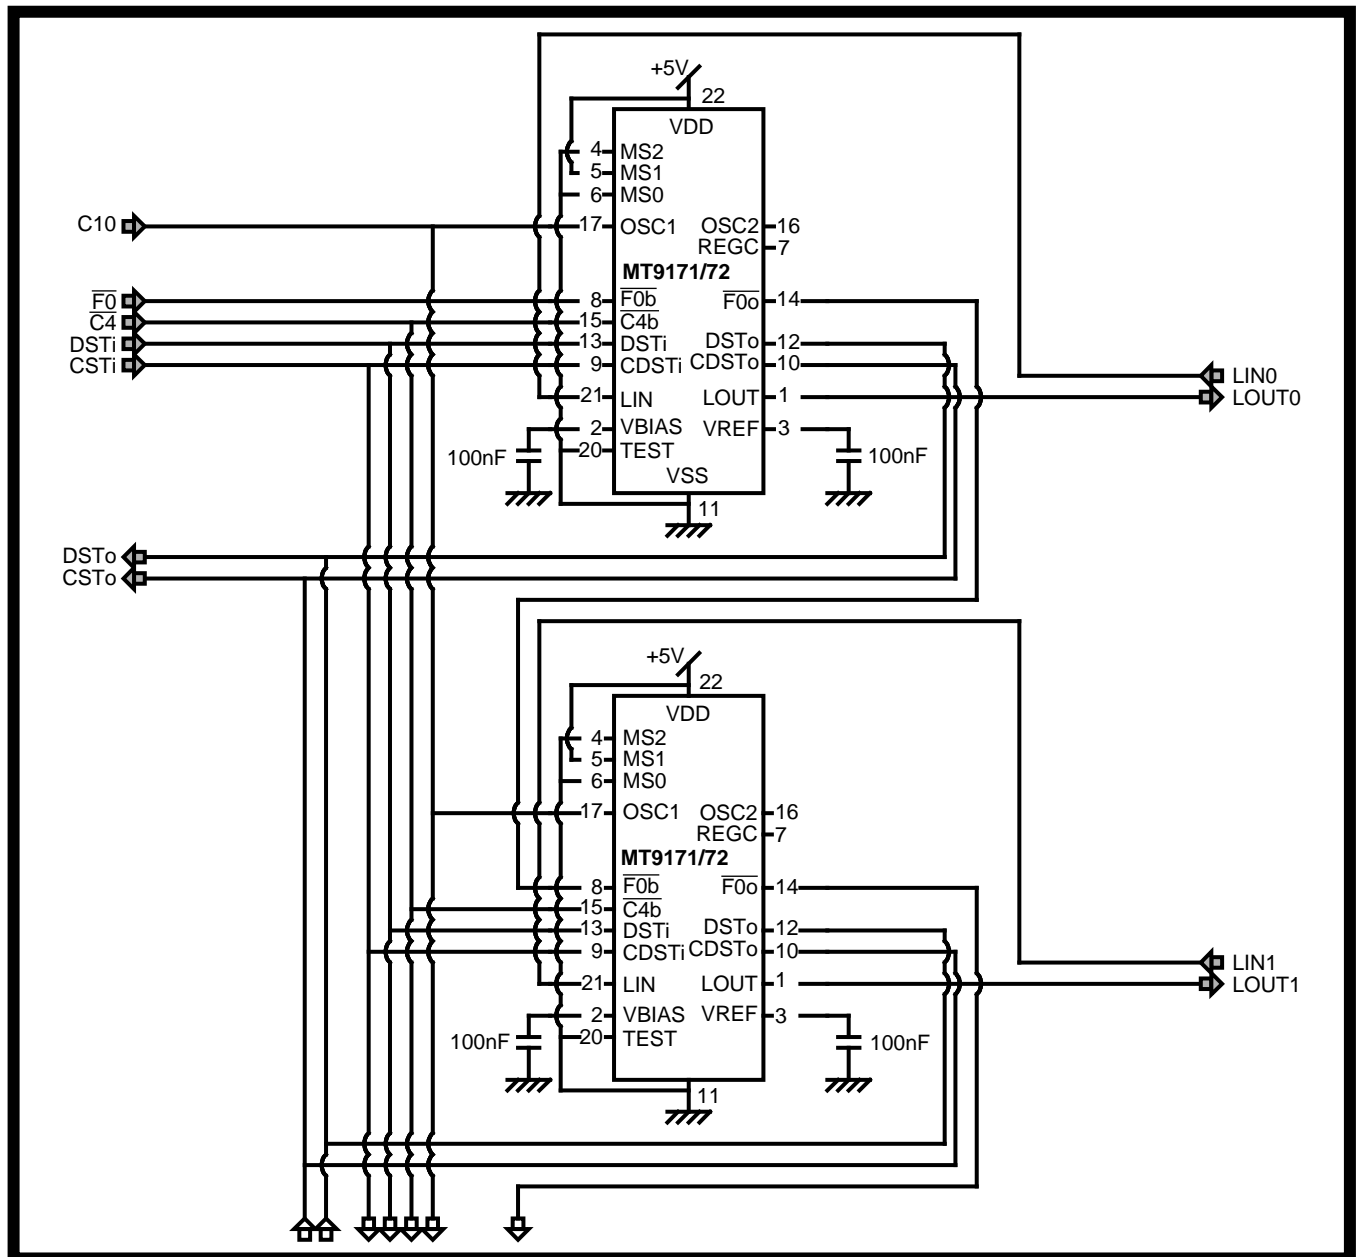 +5V
22
VDD
4 MS2
5 MS1
6 MS0
C10
17 OSC1 OSC2 16
REGC 7
MT9171/72
F0 8 F0b F0o 14
C4 15 C4b
DSTi 13 DSTi DSTo 12
CSTi 9 CDSTi CDSTo 10
LIN0
21 LIN LOUT 1 LOUT0
2 VBIAS VREF 3
100nF 20 TEST 100nF
VSS
11
DSTo
CSTo
+5V
22
VDD
4 MS2
5 MS1
6 MS0
17 OSC1 OSC2 16
REGC 7
MT9171/72
8 F0b F0o 14
15 C4b
13 DSTi DSTo 12
9 CDSTi CDSTo 10
LIN1
21 LIN LOUT 1 LOUT1
2 VBIAS VREF 3
100nF 20 TEST 100nF
11